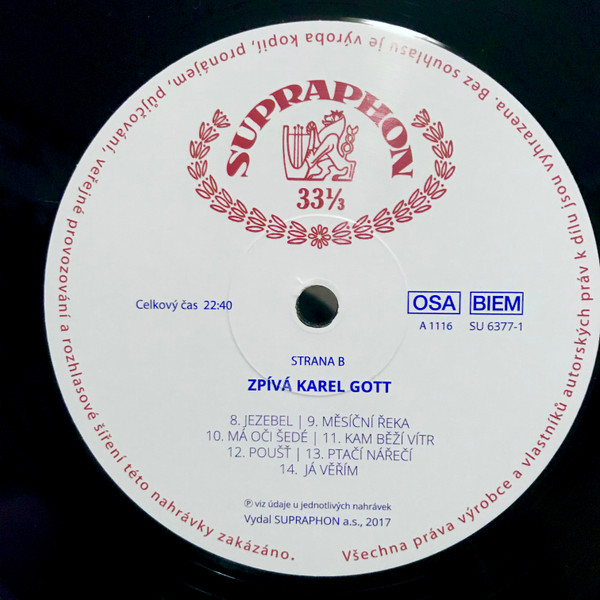 Všechna práva výrobce a vlastníků autorských práv k dílu jsou vyhrazena. Bez souhlasu je výroba kopií, pronájem, půjčování, veřejné provozování a rozhlasové šíření této nahrávky zakázáno.
SUPRAPHON
33⅓
Celkový čas 22:40
OSA BIEM
A 1116 SU 6377-1
STRANA B
ZPÍVÁ KAREL GOTT
8. JEZEBEL | 9. MĚSÍČNÍ ŘEKA
10. MÁ OČI ŠEDÉ | 11. KAM BĚŽÍ VÍTR
12. POUŠŤ | 13. PTAČÍ NÁŘEČÍ
14. JÁ VĚŘÍM
Ⓟ viz údaje u jednotlivých nahrávek
Vydal SUPRAPHON a.s., 2017